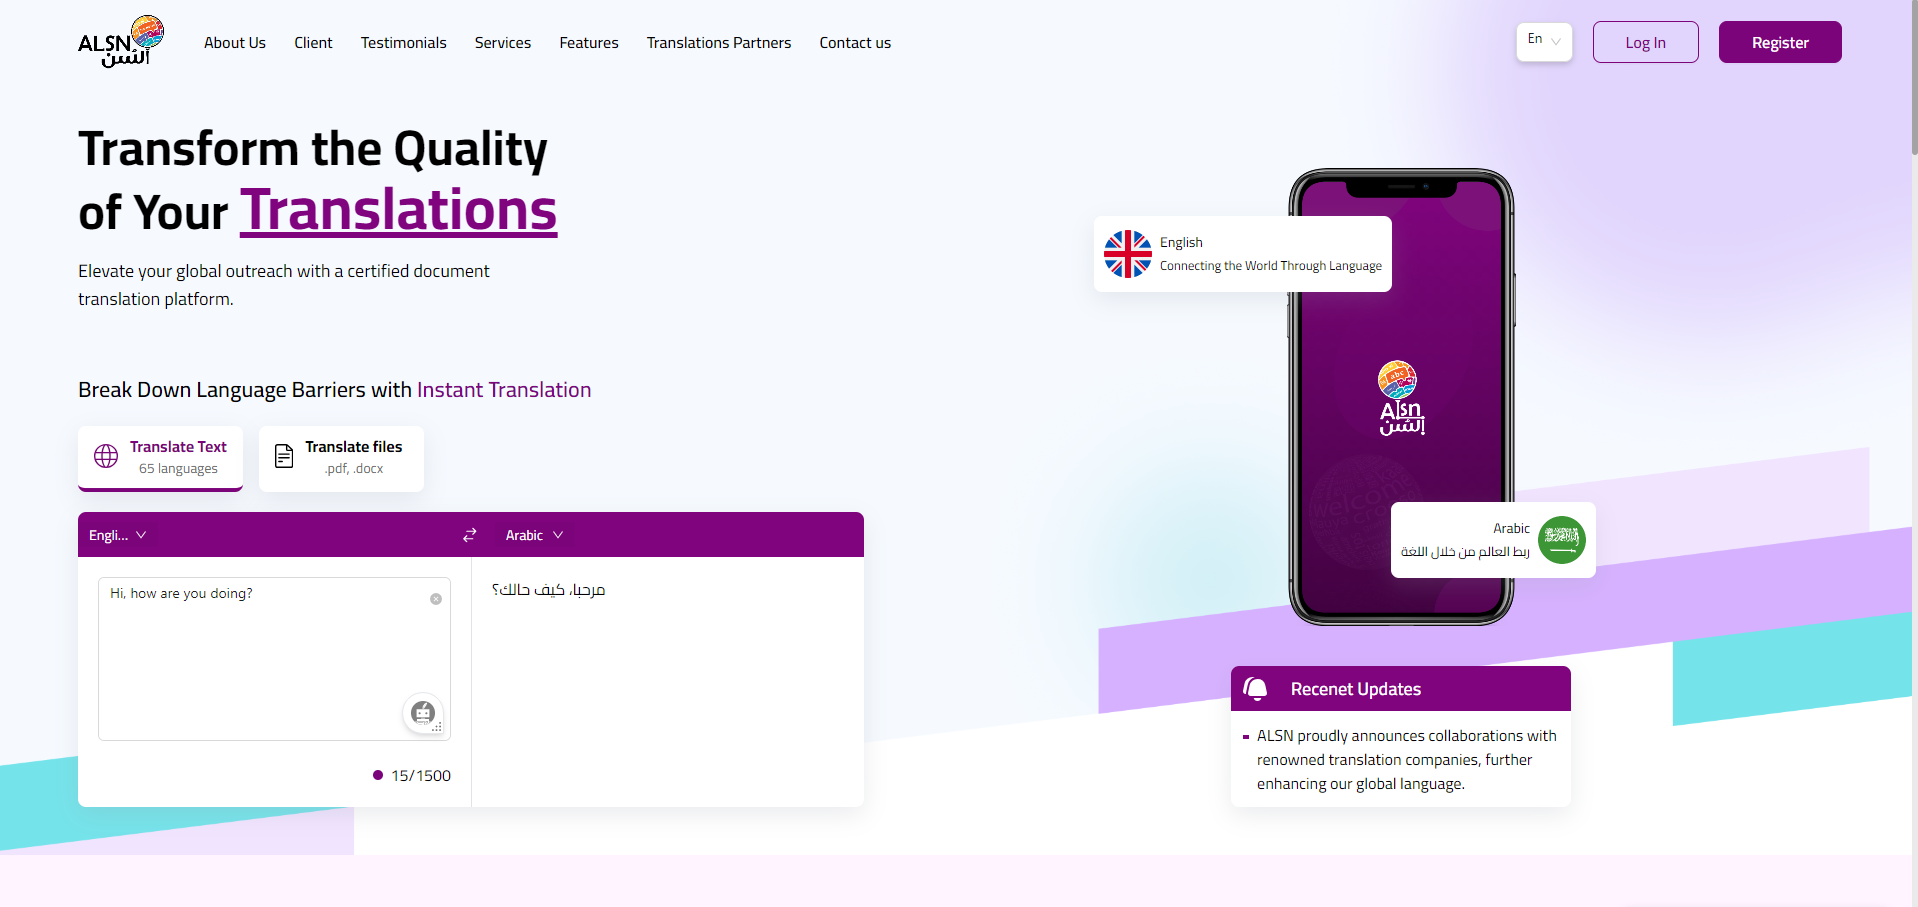 ALSN
ألسن
About Us
Client
Testimonials
Services
Features
Translations Partners
Contact us
En
Log In
Register
Transform the Quality
of Your Translations
Elevate your global outreach with a certified document
translation platform.
Break Down Language Barriers with Instant Translation
Translate Text
65 languages
Translate files
.pdf, .docx
Engli...
Arabic
Hi, how are you doing?
مرحبا، كيف حالك؟
15/1500
English
Connecting the World Through Language
abc
Alsn
ألسن
welcome
Arabic
ربط العالم من خلال اللغة
Recenet Updates
ALSN proudly announces collaborations with
renowned translation companies, further
enhancing our global language.